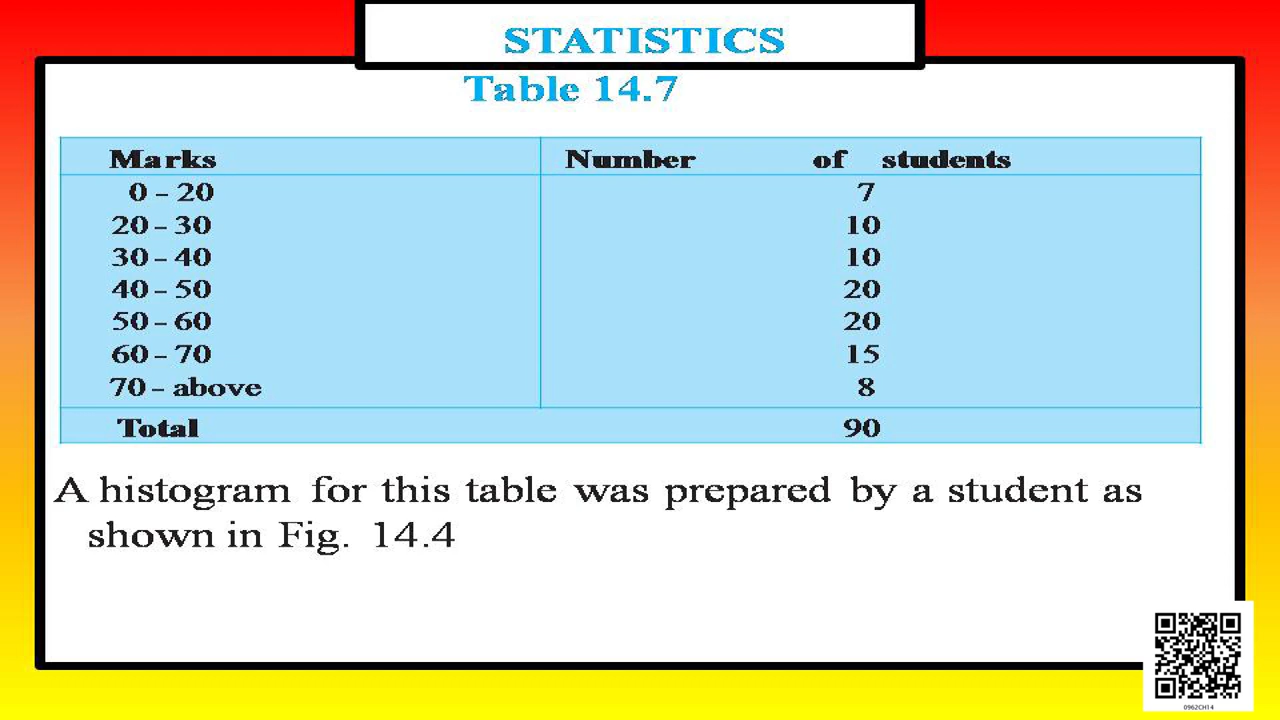 STATISTICS
Table 14.7
Marks Number of students
0 – 20 7
20 – 30 10
30 – 40 10
40 – 50 20
50 – 60 20
60 – 70 15
70 – above 8
Total 90
A histogram for this table was prepared by a student as
shown in Fig. 14.4
0962CH14